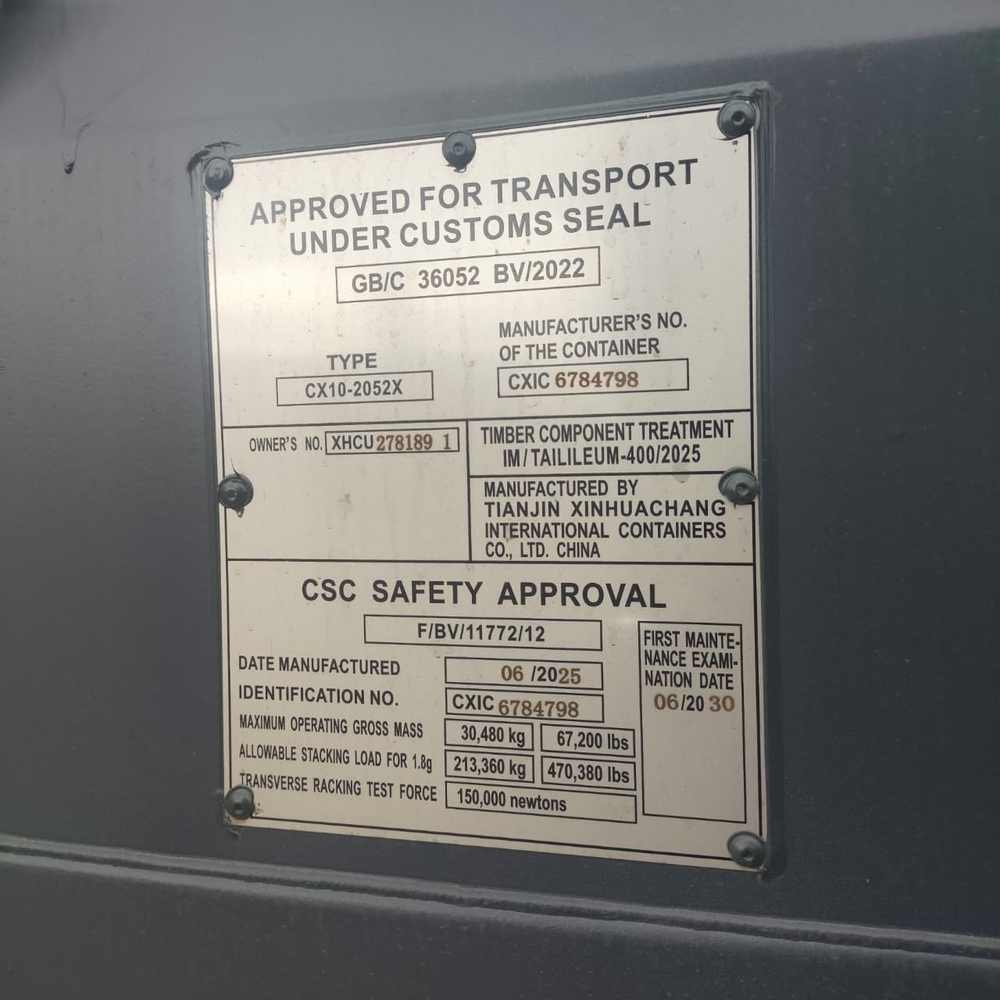 APPROVED FOR TRANSPORT
UNDER CUSTOMS SEAL
GB/C 36052 BV/2022
TYPE
CX10-2052X
MANUFACTURER'S NO.
OF THE CONTAINER
CXIC 6784798
OWNER'S NO. XHCU 278189 1
TIMBER COMPONENT TREATMENT
IM/TAILILEUM-400/2025
MANUFACTURED BY
TIANJIN XINHUACHANG
INTERNATIONAL CONTAINERS
CO., LTD. CHINA
CSC SAFETY APPROVAL
F/BV/11772/12
DATE MANUFACTURED 06 /2025
IDENTIFICATION NO. CXIC 6784798
MAXIMUM OPERATING GROSS MASS 30,480 kg 67,200 lbs
ALLOWABLE STACKING LOAD FOR 1.8g 213,360 kg 470,380 lbs
TRANSVERSE RACKING TEST FORCE 150,000 newtons
FIRST MAINTE-
NANCE EXAMI-
NATION DATE
06/20 30